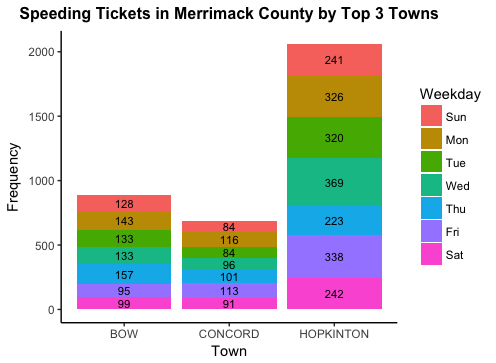 Speeding Tickets in Merrimack County by Top 3 Towns
Frequency
2000
1500
1000
500
0
128
143
133
133
157
95
99
84
116
84
96
101
113
91
241
326
320
369
223
338
242
BOW CONCORD HOPKINTON
Town
Weekday
Sun
Mon
Tue
Wed
Thu
Fri
Sat